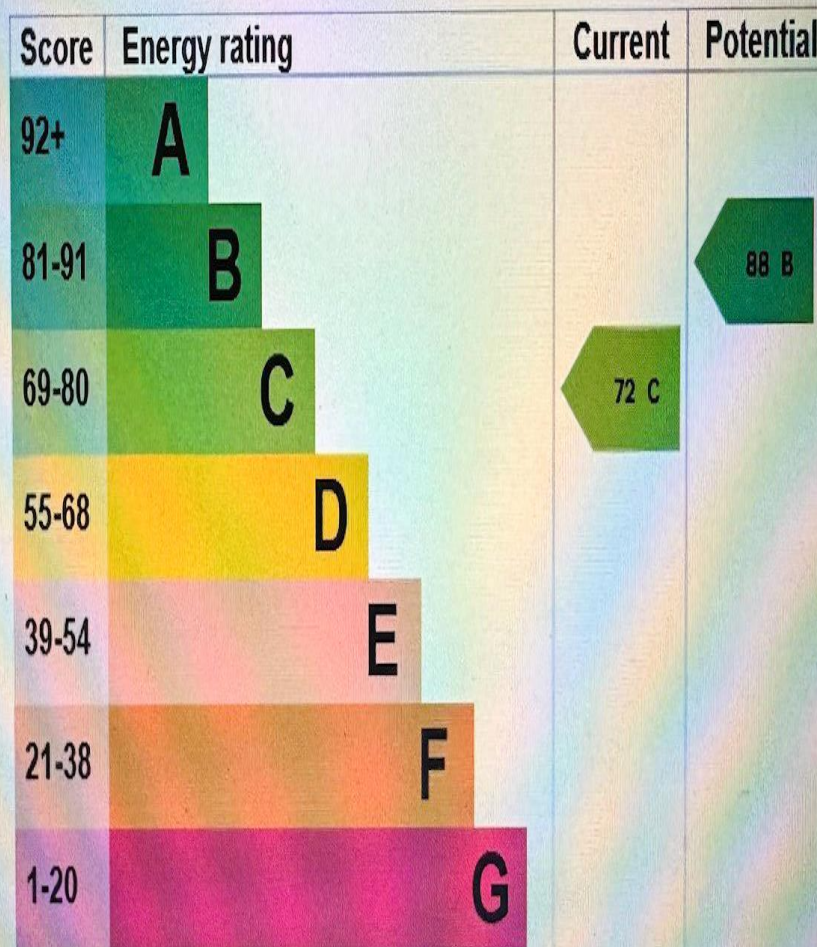 Score Energy rating Current Potential
92+ A
81-91 B 88 B
69-80 C 72 C
55-68 D
39-54 E
21-38 F
1-20 G